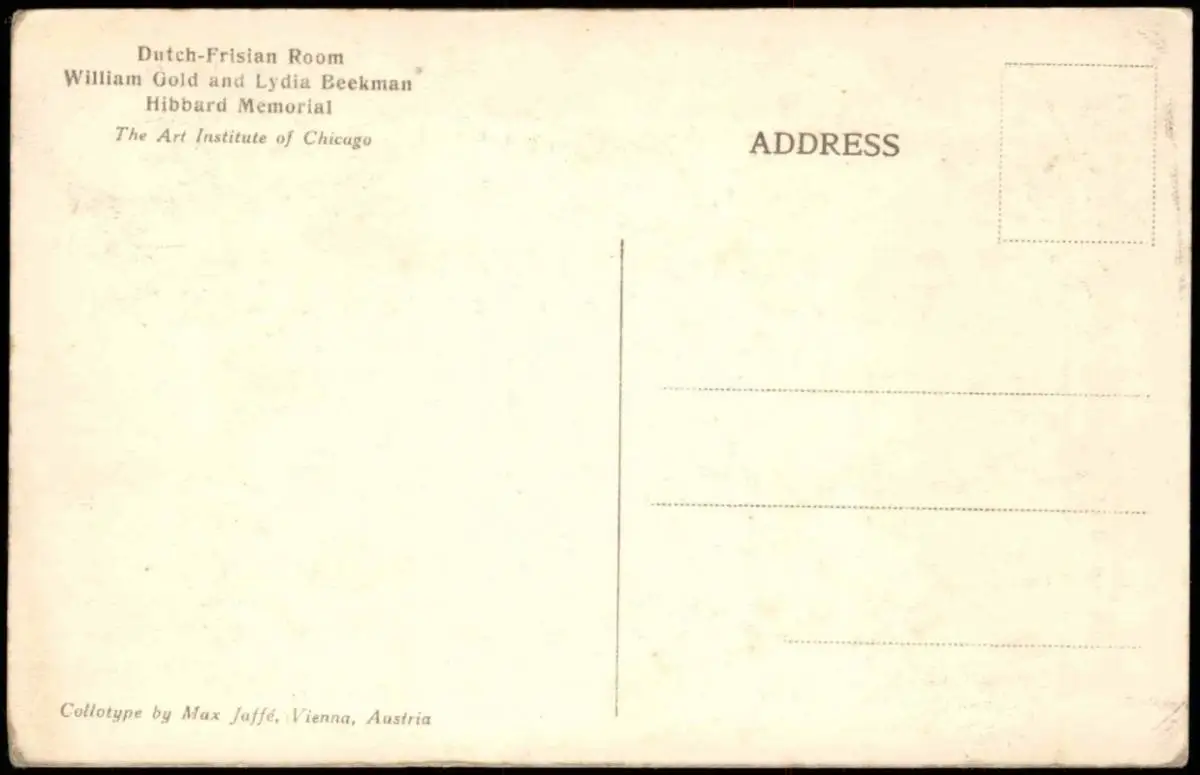 Dutch-Frisian Room
William Gold and Lydia Beekman
Hibbard Memorial
The Art Institute of Chicago
ADDRESS
Collotype by Max Jaffé, Vienna, Austria